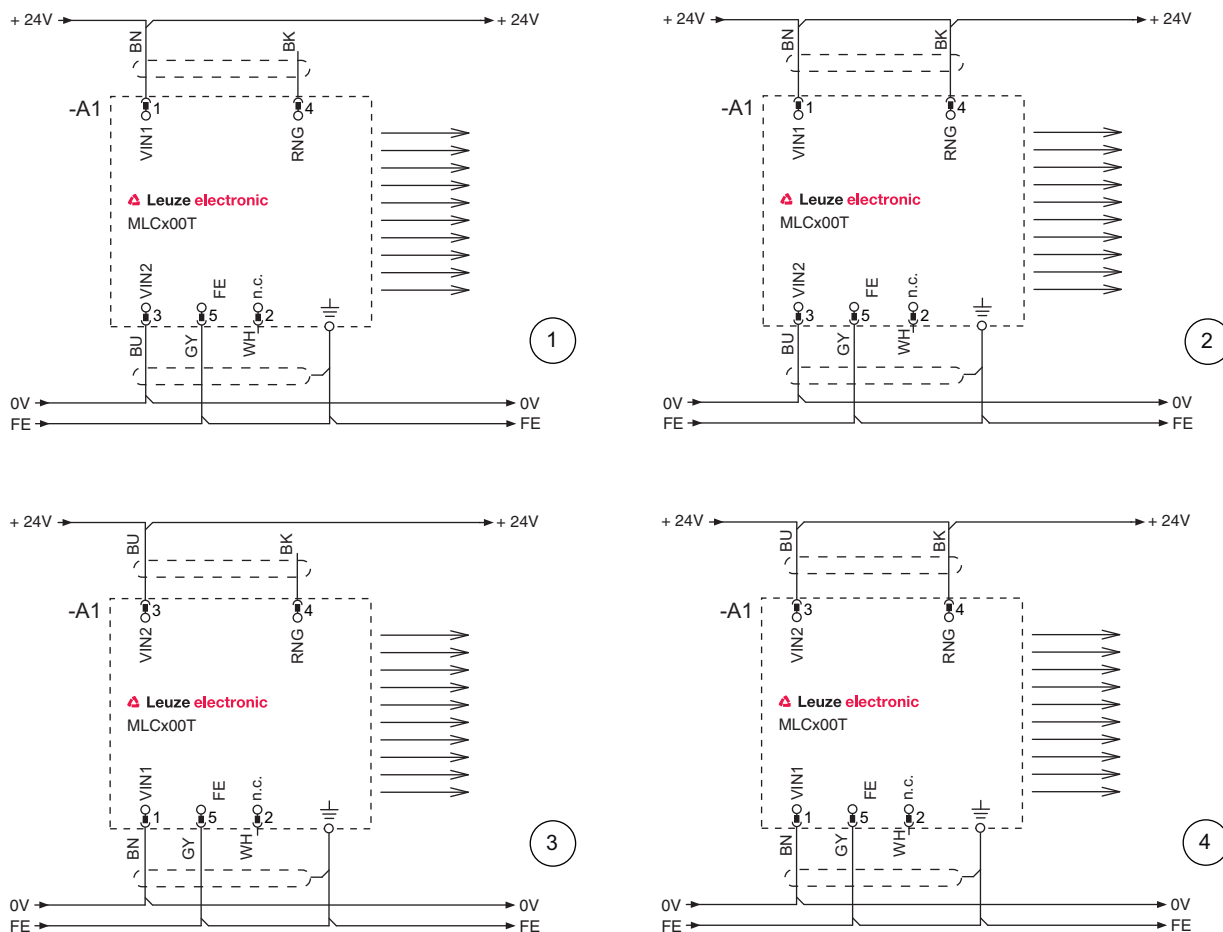 + 24V
+ 24V
BN
BK
-A1
1
4
VIN1
RNG
Leuze electronic
MLCx00T
VIN2
FE
n.c.
3
5
2
BU
GY
WH
1
0V
0V
FE
FE
+ 24V
+ 24V
BN
BK
-A1
1
4
VIN1
RNG
Leuze electronic
MLCx00T
VIN2
FE
n.c.
3
5
2
BU
GY
WH
2
0V
0V
FE
FE
+ 24V
+ 24V
BU
BK
-A1
3
4
VIN2
RNG
Leuze electronic
MLCx00T
VIN1
FE
n.c.
1
5
2
BN
GY
WH
3
0V
0V
FE
FE
+ 24V
+ 24V
BU
BK
-A1
3
4
VIN2
RNG
Leuze electronic
MLCx00T
VIN1
FE
n.c.
1
5
2
BN
GY
WH
4
0V
0V
FE
FE